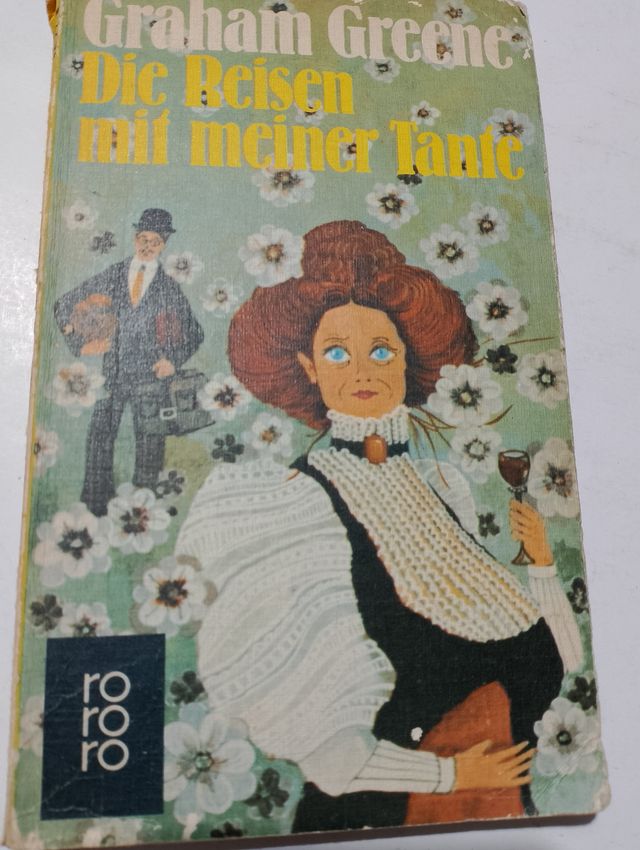 Graham Greene
Die Reisen
mit meiner Tante
ro
ro
ro